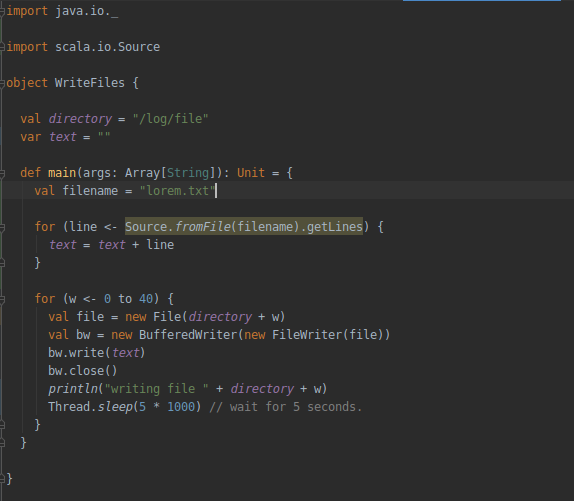 import java.io._
import scala.io.Source
object WriteFiles {
val directory = "/log/file"
var text = ""
def main(args: Array[String]): Unit = {
val filename = "lorem.txt"
for (line <- Source.fromFile(filename).getLines) {
text = text + line
}
for (w <- 0 to 40) {
val file = new File(directory + w)
val bw = new BufferedWriter(new FileWriter(file))
bw.write(text)
bw.close()
println("writing file " + directory + w)
Thread.sleep(5 * 1000) // wait for 5 seconds.
}
}
}